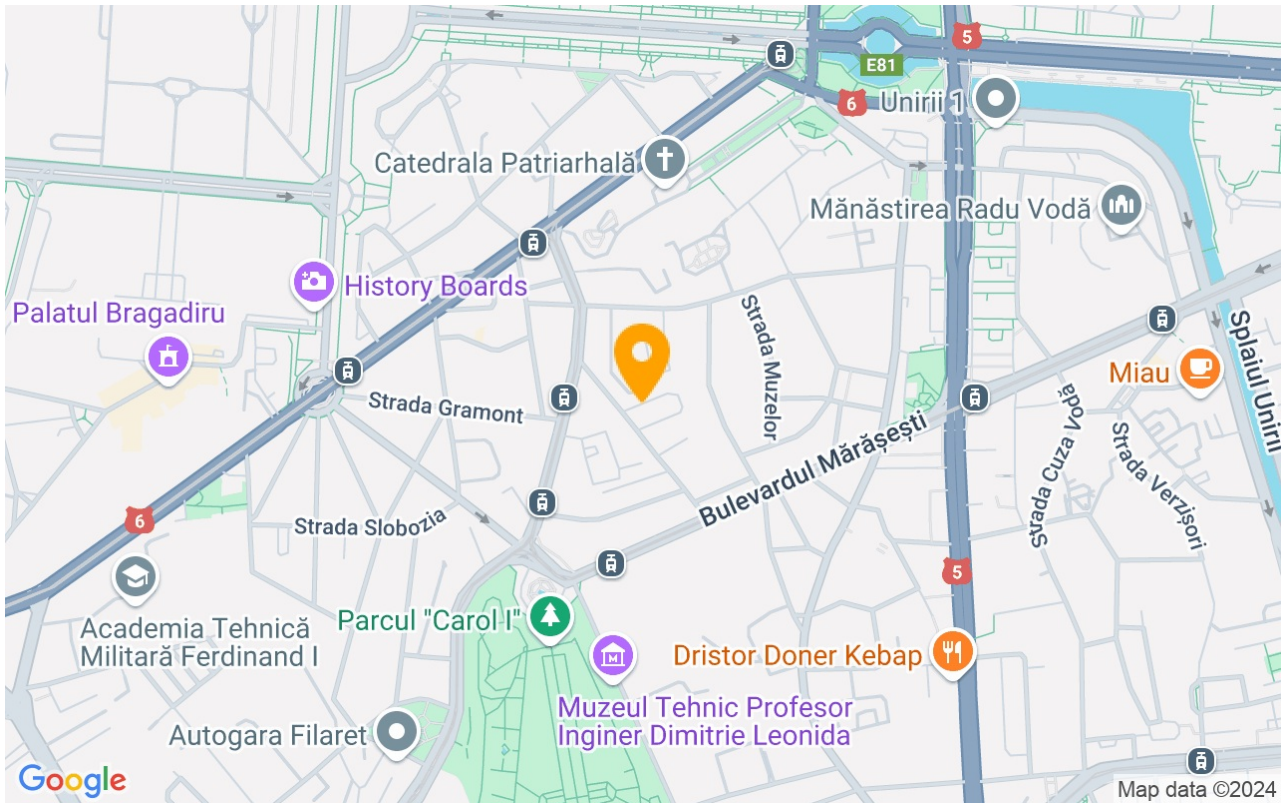 5
E81
6
Unirii 1
Catedrala Patriarhală
Mănăstirea Radu Vodă
History Boards
Palatul Bragadiru
Strada Muzelor
Splaiul Unirii
Miau
Strada Gramont
Bulevardul Mărășești
Strada Cuza Vodă
Strada Verzișori
6
Strada Slobozia
5
Parcul "Carol I"
Academia Tehnică
Militară Ferdinand I
Dristor Doner Kebap
M
Muzeul Tehnic Profesor
Inginer Dimitrie Leonida
Autogara Filaret
Google
Map data ©2024